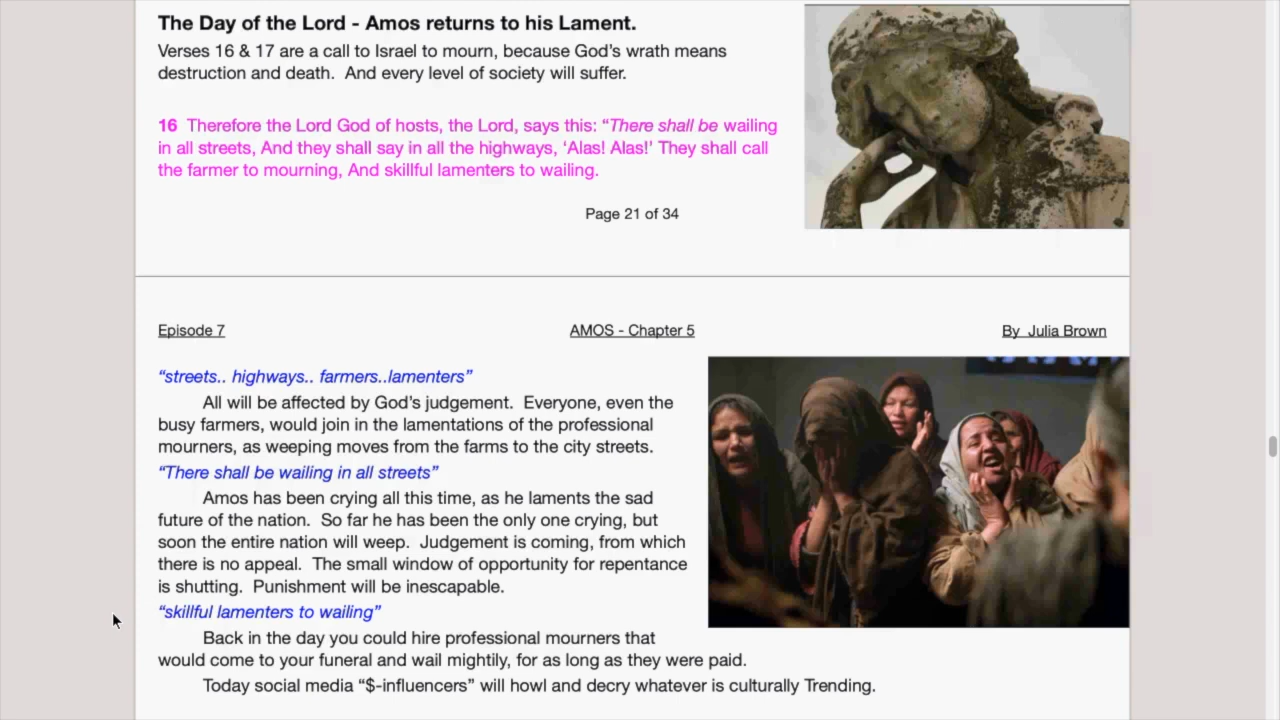 The Day of the Lord - Amos returns to his Lament.
Verses 16 & 17 are a call to Israel to mourn, because God’s wrath means
destruction and death.  And every level of society will suffer.
16  Therefore the Lord God of hosts, the Lord, says this: “There shall be wailing
in all streets, And they shall say in all the highways, ‘Alas! Alas!’ They shall call
the farmer to mourning, And skillful lamenters to wailing.
Page 21 of 34
Episode 7
AMOS - Chapter 5
By  Julia Brown
“streets.. highways.. farmers..lamenters”
All will be affected by God’s judgement.  Everyone, even the
busy farmers, would join in the lamentations of the professional
mourners, as weeping moves from the farms to the city streets.
“There shall be wailing in all streets”
Amos has been crying all this time, as he laments the sad
future of the nation.  So far he has been the only one crying, but
soon the entire nation will weep.  Judgement is coming, from which
there is no appeal.  The small window of opportunity for repentance
is shutting.  Punishment will be inescapable.
“skillful lamenters to wailing”
Back in the day you could hire professional mourners that
would come to your funeral and wail mightily, for as long as they were paid.
Today social media “$-influencers” will howl and decry whatever is culturally Trending.